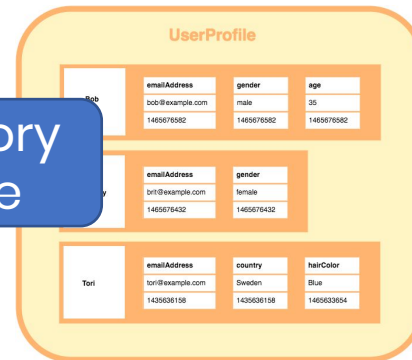 UserProfile
Bob
emailAddress gender age
bob@example.com male 35
1465676582 1465676582 1465676582
ory
e
y
emailAddress gender
brit@example.com female
1465676432 1465676432
Tori
emailAddress country hairColor
tori@example.com Sweden Blue
1435636158 1435636158 1465633654